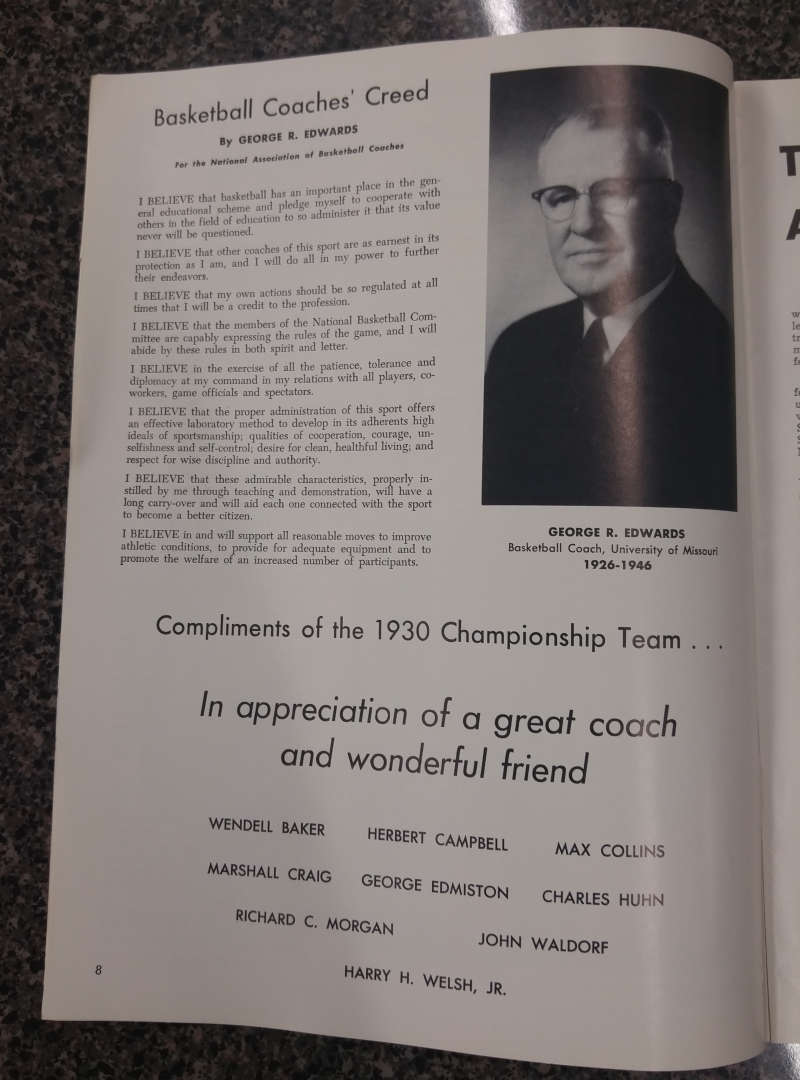 Basketball Coaches' Creed
By GEORGE R. EDWARDS
For the National Association of Basketball Coaches
I BELIEVE that basketball has an important place in the gen-
eral educational scheme and pledge myself to cooperate with
others in the field of education to so administer it that its value
never will be questioned.
I BELIEVE that other coaches of this sport are as earnest in its
protection as I am, and I will do all in my power to further
their endeavors.
I BELIEVE that my own actions should be so regulated at all
times that I will be a credit to the profession.
I BELIEVE that the members of the National Basketball Com-
mittee are capably expressing the rules of the game, and I will
abide by these rules in both spirit and letter.
I BELIEVE in the exercise of all the patience, tolerance and
diplomacy at my command in my relations with all players, co-
workers, game officials and spectators.
I BELIEVE that the proper administration of this sport offers
an effective laboratory method to develop in its adherents high
ideals of sportsmanship; qualities of cooperation, courage, un-
selfishness and self-control; desire for clean, healthful living; and
respect for wise discipline and authority.
I BELIEVE that these admirable characteristics, properly in-
stilled by me through teaching and demonstration, will have a
long carry-over and will aid each one connected with the sport
to become a better citizen.
I BELIEVE in and will support all reasonable moves to improve
athletic conditions, to provide for adequate equipment and to
promote the welfare of an increased number of participants.
GEORGE R. EDWARDS
Basketball Coach, University of Missouri
1926-1946
Compliments of the 1930 Championship Team . . .
In appreciation of a great coach
and wonderful friend
WENDELL BAKER HERBERT CAMPBELL MAX COLLINS
MARSHALL CRAIG GEORGE EDMISTON CHARLES HUHN
RICHARD C. MORGAN JOHN WALDORF
HARRY H. WELSH, JR.
8